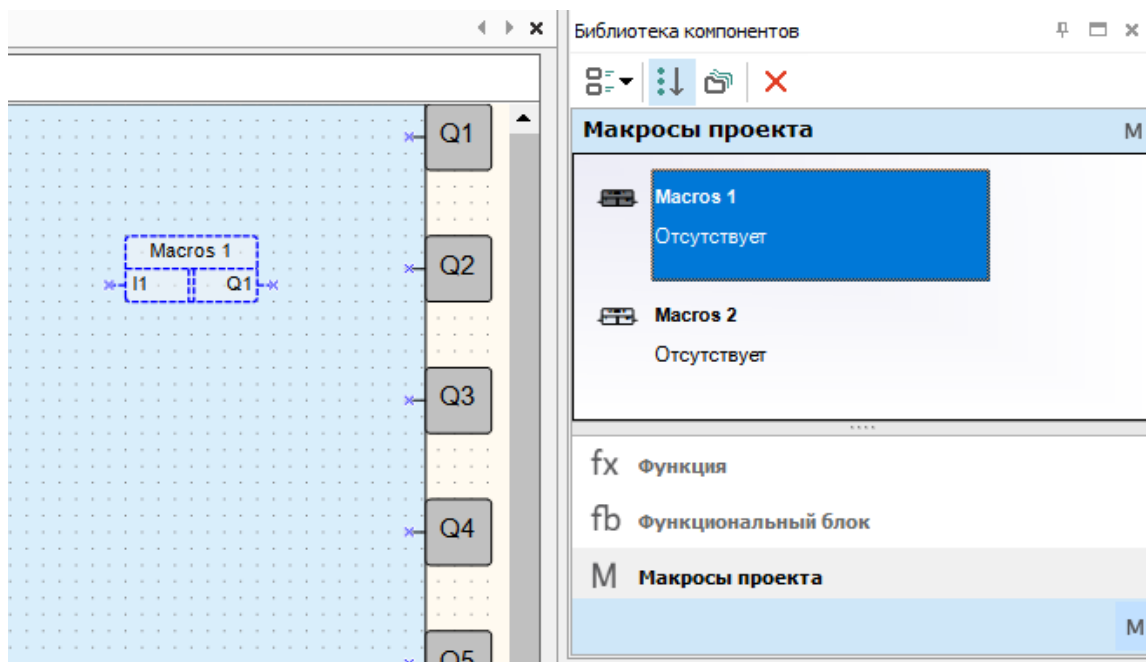 Библиотека компонентов
Макросы проекта M
Q1
Macros 1
Отсутствует
Macros 1
I1 Q1
Q2
Macros 2
Отсутствует
Q3
fx Функция
fb Функциональный блок
Q4
M Макросы проекта
M
Q5